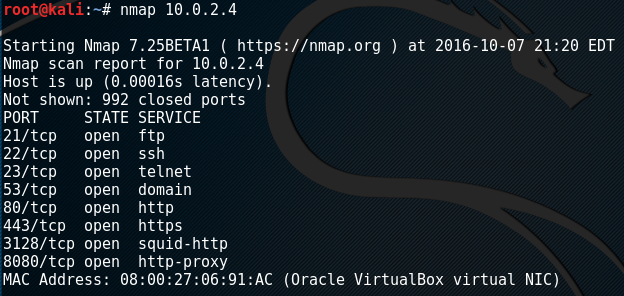 root@kali:~# nmap 10.0.2.4
Starting Nmap 7.25BETA1 ( https://nmap.org ) at 2016-10-07 21:20 EDT
Nmap scan report for 10.0.2.4
Host is up (0.00016s latency).
Not shown: 992 closed ports
PORT     STATE SERVICE
21/tcp   open  ftp
22/tcp   open  ssh
23/tcp   open  telnet
53/tcp   open  domain
80/tcp   open  http
443/tcp  open  https
3128/tcp open  squid-http
8080/tcp open  http-proxy
MAC Address: 08:00:27:06:91:AC (Oracle VirtualBox virtual NIC)